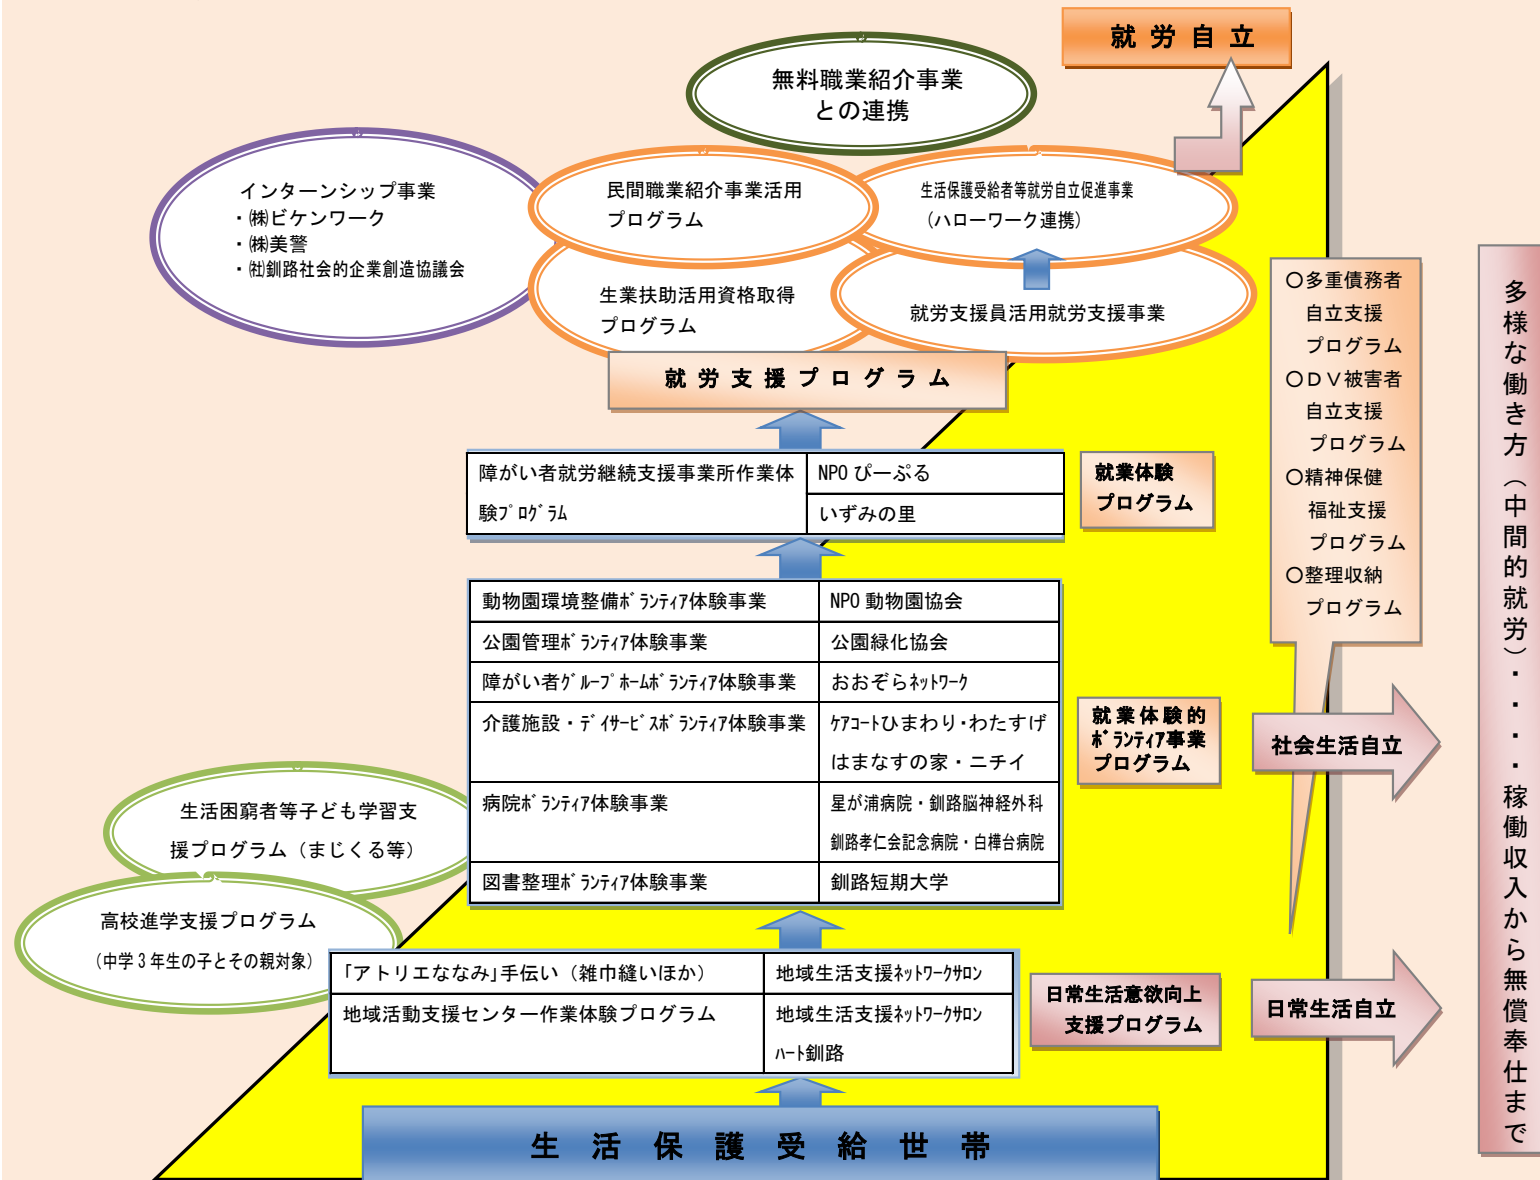 就労自立
無料職業紹介事業
との連携
インターンシップ事業
・㈱ビケンワーク
・㈱美警
・㈳釧路社会的企業創造協議会
民間職業紹介事業活用
プログラム
生活保護受給者等就労自立促進事業
（ハローワーク連携）
生業扶助活用資格取得
プログラム
就労支援員活用就労支援事業
就労支援プログラム
障がい者就労継続支援事業所作業体
験ﾌﾟﾛｸﾞﾗﾑ
NPO ぴーぷる
いずみの里
就業体験
プログラム
動物園環境整備ﾎﾞﾗﾝﾃｨｱ体験事業
NPO 動物園協会
公園管理ﾎﾞﾗﾝﾃｨｱ体験事業
公園緑化協会
障がい者ｸﾞﾙｰﾌﾟﾎｰﾑﾎﾞﾗﾝﾃｨｱ体験事業
おおぞらﾈｯﾄﾜｰｸ
介護施設・ﾃﾞｲｻｰﾋﾞｽﾎﾞﾗﾝﾃｨｱ体験事業
ｹｱｺｰﾄひまわり・わたすげ
はまなすの家・ニチイ
病院ﾎﾞﾗﾝﾃｨｱ体験事業
星が浦病院・釧路脳神経外科
釧路孝仁会記念病院・白樺台病院
図書整理ﾎﾞﾗﾝﾃｨｱ体験事業
釧路短期大学
就業体験的
ﾎﾞﾗﾝﾃｨｱ事業
プログラム
生活困窮者等子ども学習支
援プログラム（まじくる等）
高校進学支援プログラム
（中学３年生の子とその親対象）
「アトリエななみ」手伝い（雑巾縫いほか）
地域生活支援ﾈｯﾄﾜｰｸｻﾛﾝ
地域活動支援センター作業体験プログラム
地域生活支援ﾈｯﾄﾜｰｸｻﾛﾝ
ﾊｰﾄ釧路
日常生活意欲向上
支援プログラム
生活保護受給世帯
〇多重債務者
自立支援
プログラム
〇ＤＶ被害者
自立支援
プログラム
〇精神保健
福祉支援
プログラム
〇整理収納
プログラム
社会生活自立
日常生活自立
多様な働き方（中間的就労）・・・・稼働収入から無償奉仕まで